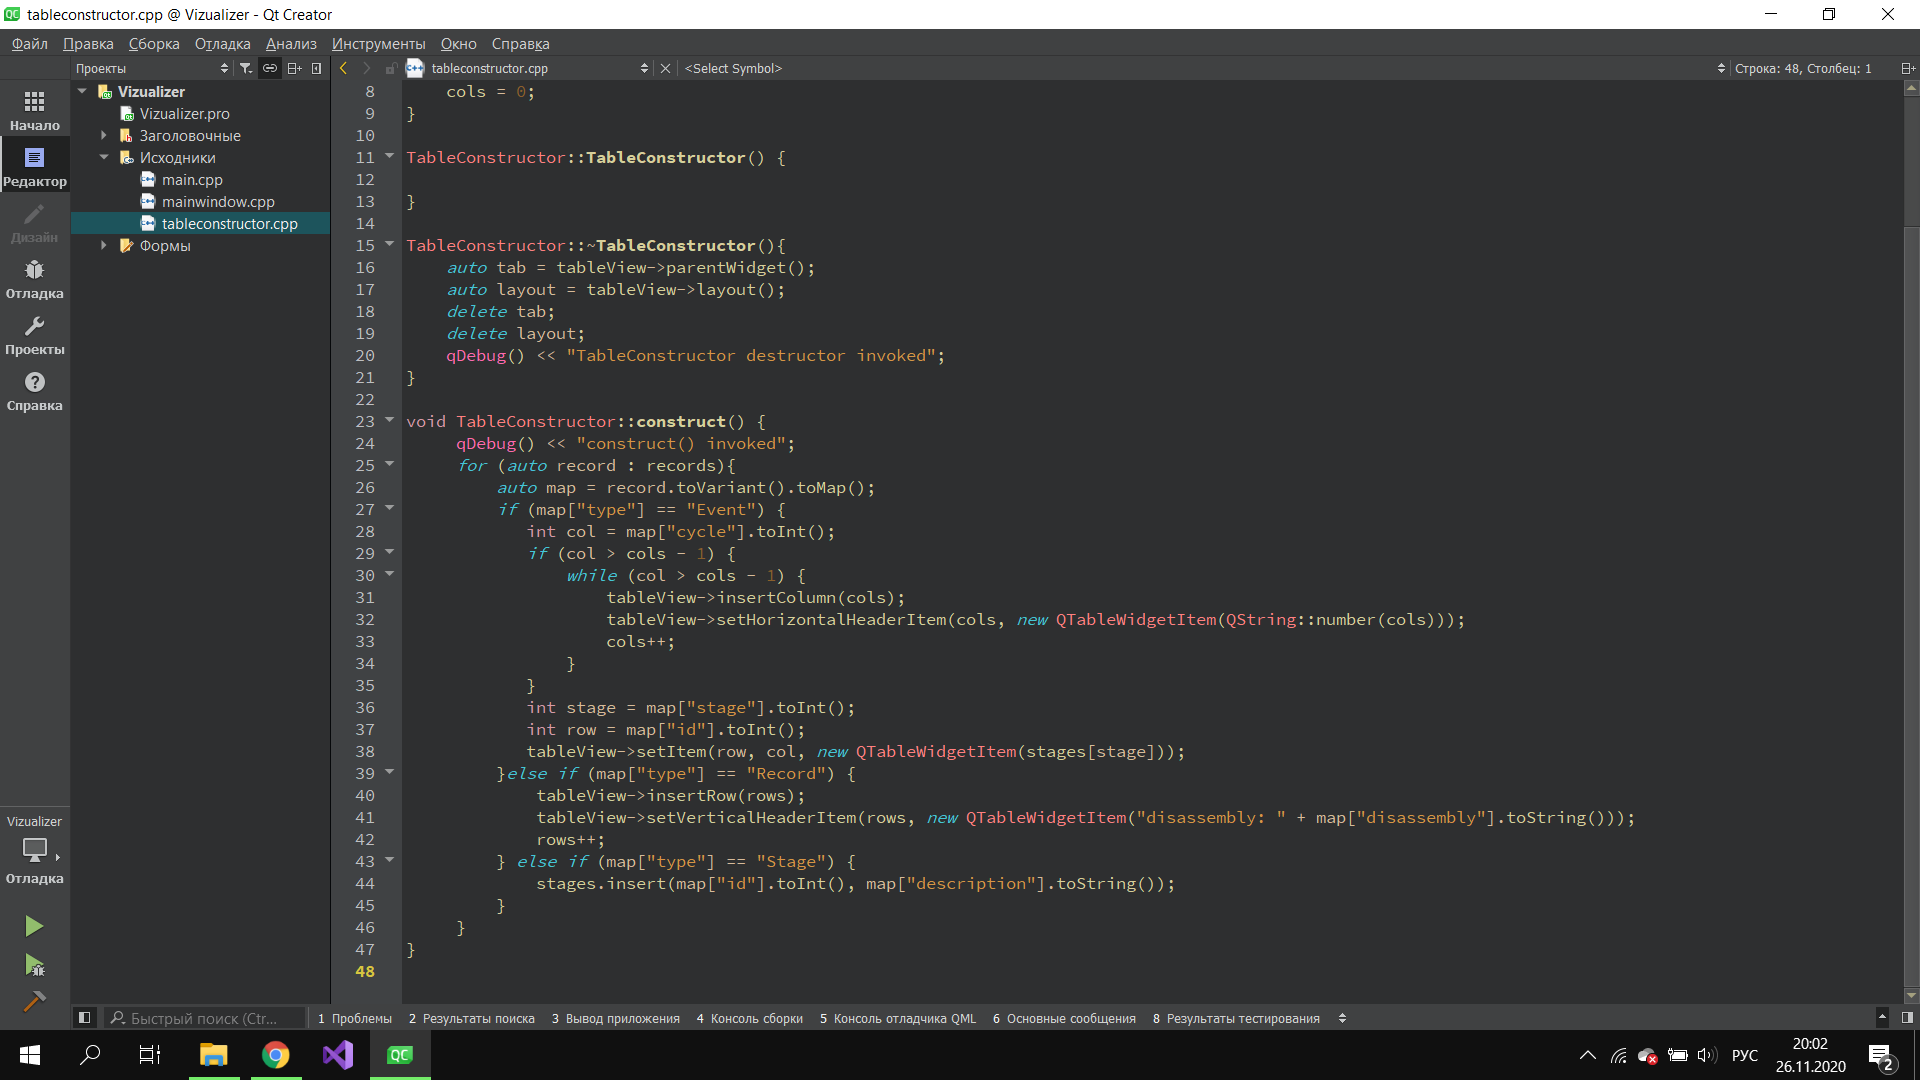 tableconstructor.cpp @ Vizualizer - Qt Creator
Файл Правка Сборка Отладка Анализ Инструменты Окно Справка
Проекты
tableconstructor.cpp
<Select Symbol>
Строка: 48, Столбец: 1
Начало
Редактор
Дизайн
Отладка
Проекты
Справка
Vizualizer
Отладка
Vizualizer
Vizualizer.pro
Заголовочные
Исходники
main.cpp
mainwindow.cpp
tableconstructor.cpp
Формы
8     cols = 0;
9 }
10
11 TableConstructor::TableConstructor() {
12
13 }
14
15 TableConstructor::~TableConstructor(){
16     auto tab = tableView->parentWidget();
17     auto layout = tableView->layout();
18     delete tab;
19     delete layout;
20     qDebug() << "TableConstructor destructor invoked";
21 }
22
23 void TableConstructor::construct() {
24      qDebug() << "construct() invoked";
25      for (auto record : records){
26          auto map = record.toVariant().toMap();
27          if (map["type"] == "Event") {
28             int col = map["cycle"].toInt();
29             if (col > cols - 1) {
30                 while (col > cols - 1) {
31                     tableView->insertColumn(cols);
32                     tableView->setHorizontalHeaderItem(cols, new QTableWidgetItem(QString::number(cols)));
33                     cols++;
34                 }
35             }
36             int stage = map["stage"].toInt();
37             int row = map["id"].toInt();
38             tableView->setItem(row, col, new QTableWidgetItem(stages[stage]));
39          }else if (map["type"] == "Record") {
40              tableView->insertRow(rows);
41              tableView->setVerticalHeaderItem(rows, new QTableWidgetItem("disassembly: " + map["disassembly"].toString()));
42              rows++;
43          } else if (map["type"] == "Stage") {
44              stages.insert(map["id"].toInt(), map["description"].toString());
45          }
46      }
47 }
48
Быстрый поиск (Ctr...
1 Проблемы 2 Результаты поиска 3 Вывод приложения 4 Консоль сборки 5 Консоль отладчика QML 6 Основные сообщения 8 Результаты тестирования
QC
РУС
20:02
26.11.2020
2